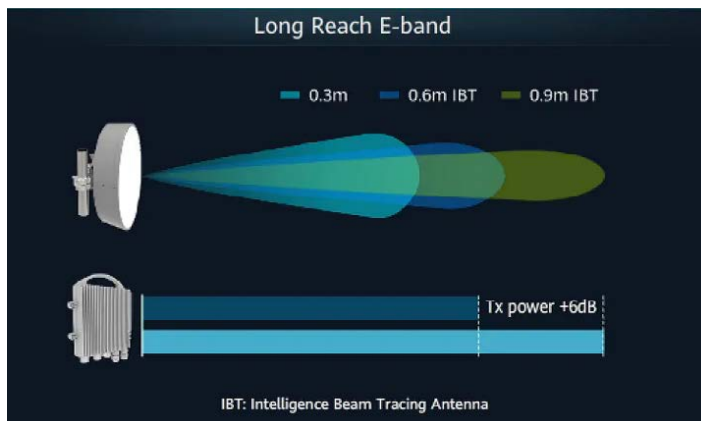 Long Reach E-band
0.3m 0.6m IBT 0.9m IBT
Tx power +6dB
IBT: Intelligence Beam Tracing Antenna